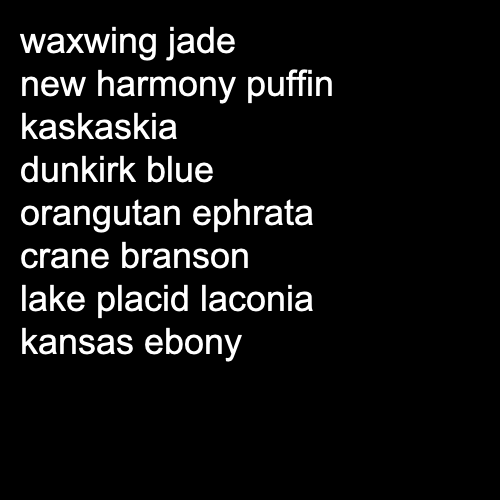 waxwing jade
new harmony puffin
kaskaskia
dunkirk blue
orangutan ephrata
crane branson
lake placid laconia
kansas ebony